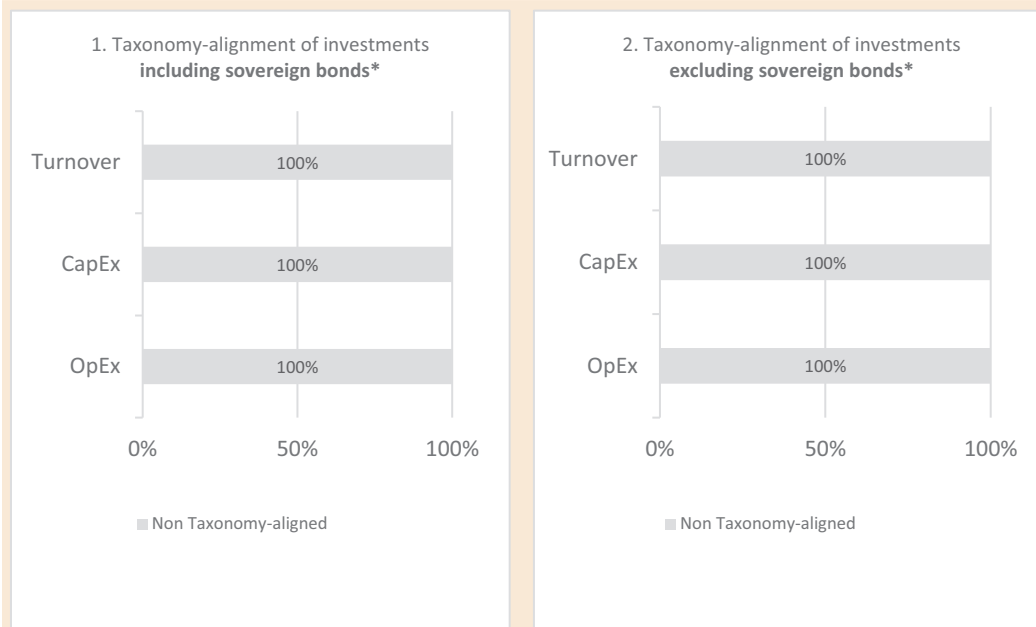 1. Taxonomy-alignment of investments
including sovereign bonds*
Turnover
100%
CapEx
100%
OpEx
100%
0%
50%
100%
Non Taxonomy-aligned
2. Taxonomy-alignment of investments
excluding sovereign bonds*
Turnover
100%
CapEx
100%
OpEx
100%
0%
50%
100%
Non Taxonomy-aligned